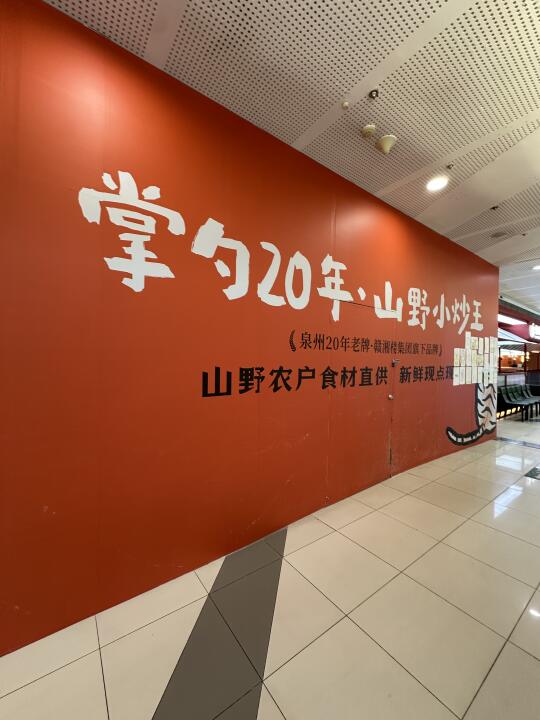 掌勺20年、山野小炒王
《泉州20年老牌·赣湘楼集团旗下品牌》
山野农户食材直供 新鲜现点现